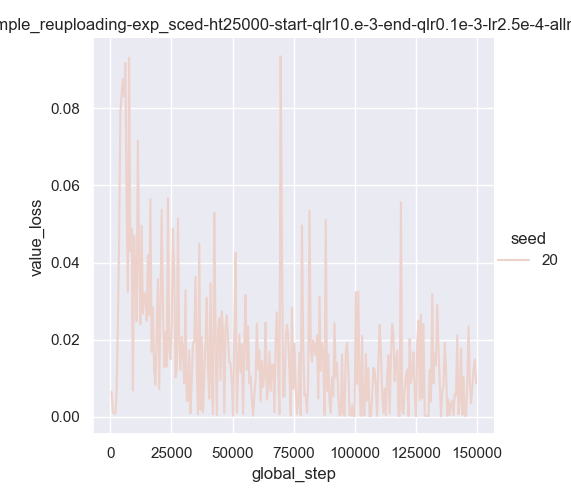 mple_reuploading-exp_sced-ht25000-start-qlr10.e-3-end-qlr0.1e-3-lr2.5e-4-allr
0.08
0.06
0.04
0.02
0.00
value_loss
0 25000 50000 75000 100000 125000 150000
global_step
seed
20